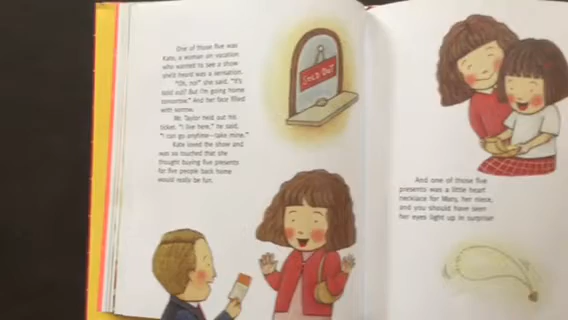 One of those five was
Kate, a woman on vacation
who wanted to see a show
she'd heard was a sensation.
"Oh, no!" she said. "It's
sold out? But I'm going home
tomorrow." And her face filled
with sorrow.
Mr. Taylor held out his
ticket. "I live here," he said,
"I can go anytime—take mine."
Kate loved the show and
was so touched that she
thought buying five presents
for five people back home
would really be fun.
SOLD OUT
And one of those five
presents was a little heart
necklace for Mary, her niece,
and you should have seen
her eyes light up in surprise